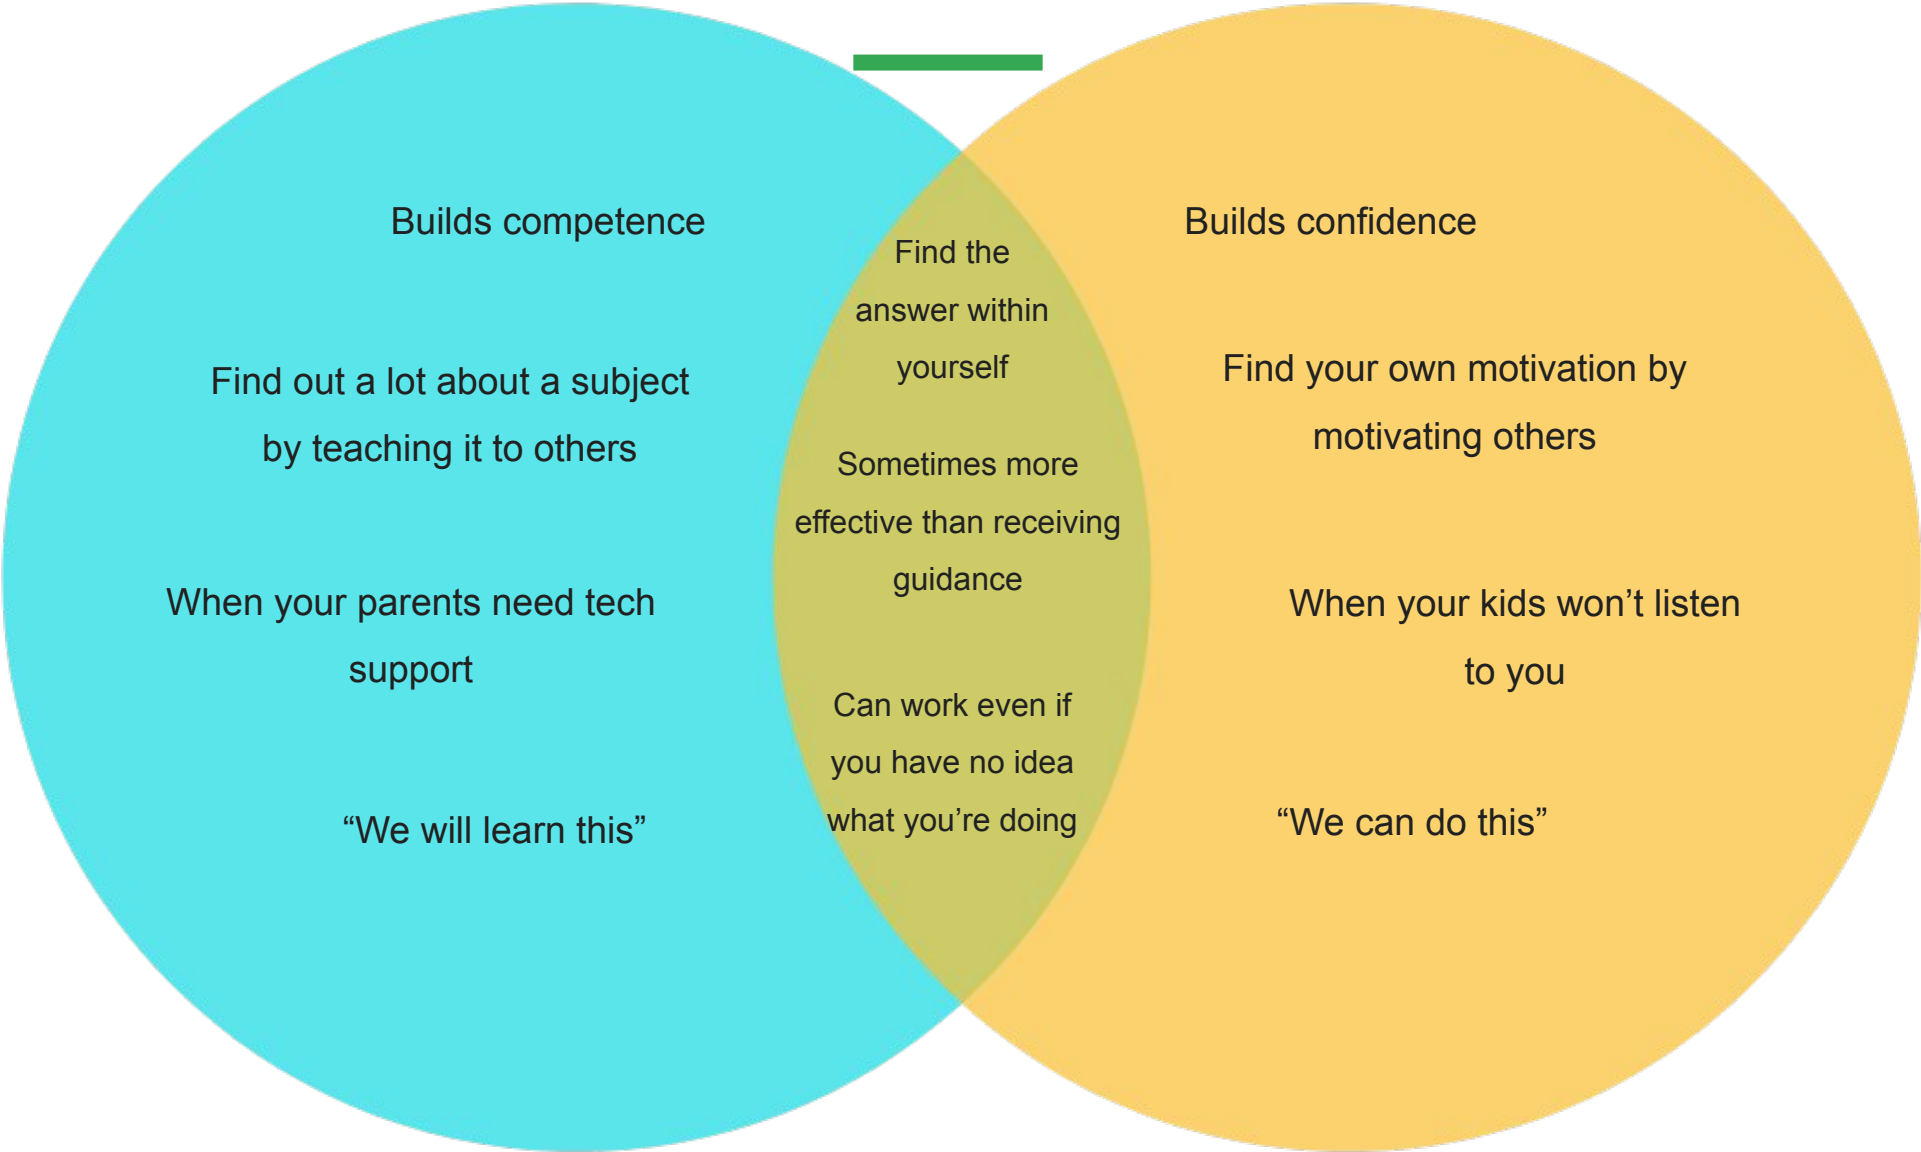 Builds competence
Find out a lot about a subject
by teaching it to others
When your parents need tech
support
“We will learn this”
Find the
answer within
yourself
Sometimes more
effective than receiving
guidance
Can work even if
you have no idea
what you’re doing
Builds confidence
Find your own motivation by
motivating others
When your kids won’t listen
to you
“We can do this”